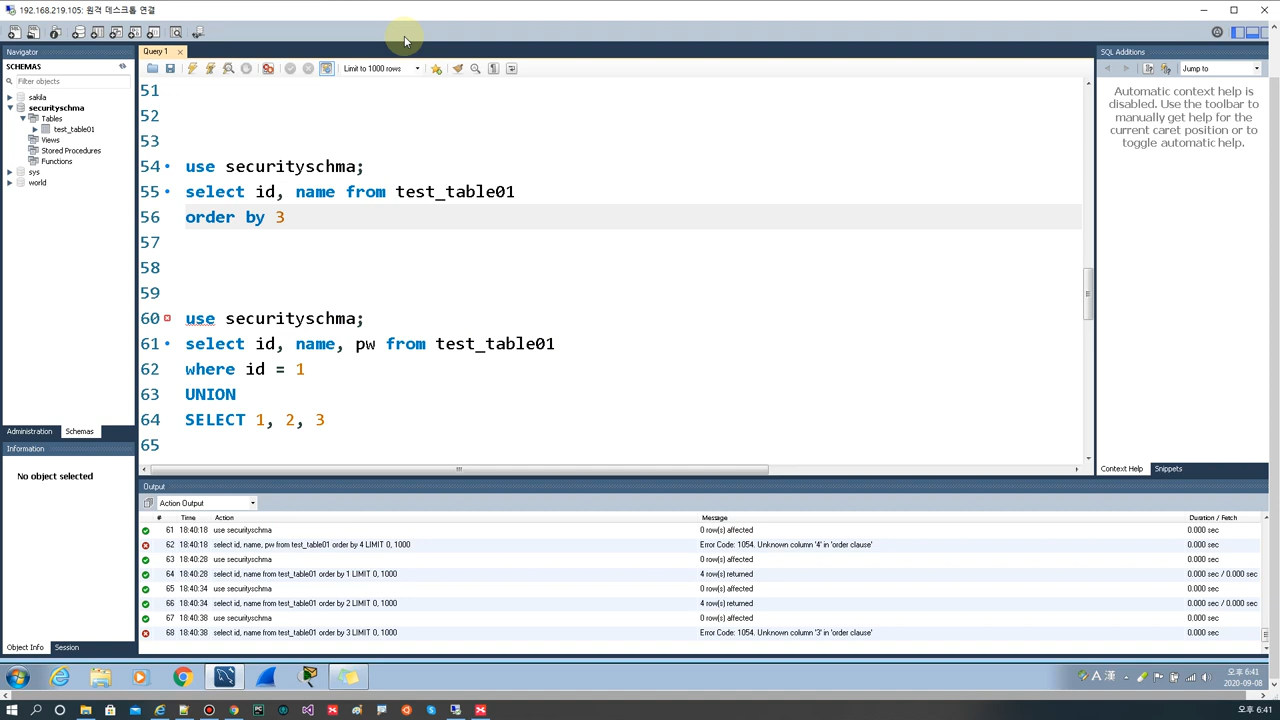 192.168.219.105: 원격 데스크톱 연결
Navigator
SCHEMAS
Filter objects
sakila
securityschma
Tables
test_table01
Views
Stored Procedures
Functions
sys
world
Administration
Schemas
Information
No object selected
Object Info
Session
Query 1
Limit to 1000 rows
51
52
53
54 use securityschma;
55 select id, name from test_table01
56 order by 3
57
58
59
60 use securityschma;
61 select id, name, pw from test_table01
62 where id = 1
63 UNION
64 SELECT 1, 2, 3
65
SQL Additions
Jump to
Automatic context help is
disabled. Use the toolbar to
manually get help for the
current caret position or to
toggle automatic help.
Context Help
Snippets
Output
Action Output
# Time Action Message Duration / Fetch
61 18:40:18 use securityschma 0 row(s) affected 0.000 sec
62 18:40:18 select id, name, pw from test_table01 order by 4 LIMIT 0, 1000 Error Code: 1054. Unknown column '4' in 'order clause' 0.000 sec
63 18:40:28 use securityschma 0 row(s) affected 0.000 sec
64 18:40:28 select id, name from test_table01 order by 1 LIMIT 0, 1000 4 row(s) returned 0.000 sec / 0.000 sec
65 18:40:34 use securityschma 0 row(s) affected 0.000 sec
66 18:40:34 select id, name from test_table01 order by 2 LIMIT 0, 1000 4 row(s) returned 0.000 sec / 0.000 sec
67 18:40:38 use securityschma 0 row(s) affected 0.000 sec
68 18:40:38 select id, name from test_table01 order by 3 LIMIT 0, 1000 Error Code: 1054. Unknown column '3' in 'order clause' 0.000 sec
A 漢
오후 6:41
2020-09-08
오후 6:41